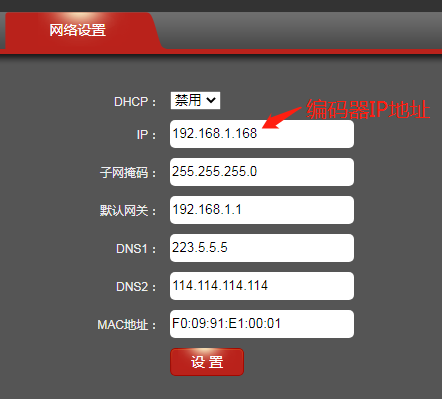 网络设置
DHCP： 禁用
编码器IP地址
IP： 192.168.1.168
子网掩码： 255.255.255.0
默认网关： 192.168.1.1
DNS1： 223.5.5.5
DNS2： 114.114.114.114
MAC地址： F0:09:91:E1:00:01
设 置